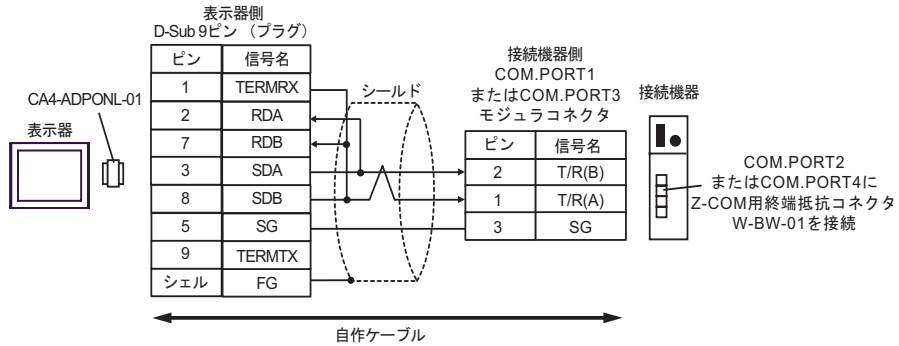 表示器側
D-Sub 9ピン （プラグ）
ピン 信号名
1 TERMRX
2 RDA
7 RDB
3 SDA
8 SDB
5 SG
9 TERMTX
シェル FG
CA4-ADPONL-01
表示器
シールド
接続機器側
COM.PORT1
またはCOM.PORT3
モジュラコネクタ
ピン 信号名
2 T/R(B)
1 T/R(A)
3 SG
接続機器
COM.PORT2
またはCOM.PORT4に
Z-COM用終端抵抗コネクタ
W-BW-01を接続
自作ケーブル